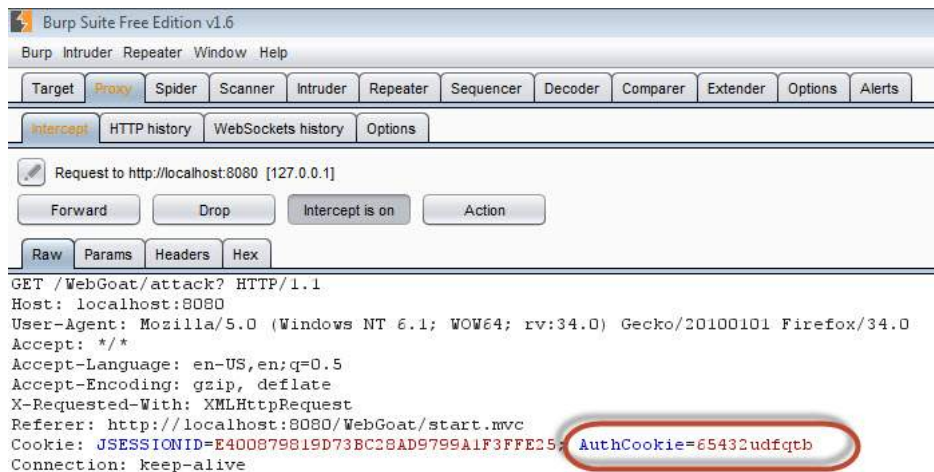 Burp Suite Free Edition v1.6
Burp Intruder Repeater Window Help
Target Proxy Spider Scanner Intruder Repeater Sequencer Decoder Comparer Extender Options Alerts
Intercept HTTP history WebSockets history Options
Request to http://localhost:8080 [127.0.0.1]
Forward Drop Intercept is on Action
Raw Params Headers Hex
GET /WebGoat/attack? HTTP/1.1
Host: localhost:8080
User-Agent: Mozilla/5.0 (Windows NT 6.1; WOW64; rv:34.0) Gecko/20100101 Firefox/34.0
Accept: */*
Accept-Language: en-US,en;q=0.5
Accept-Encoding: gzip, deflate
X-Requested-With: XMLHttpRequest
Referer: http://localhost:8080/WebGoat/start.mvc
Cookie: JSESSIONID=E400879819D73BC28AD9799A1F3FFE25; AuthCookie=65432udfqtb
Connection: keep-alive